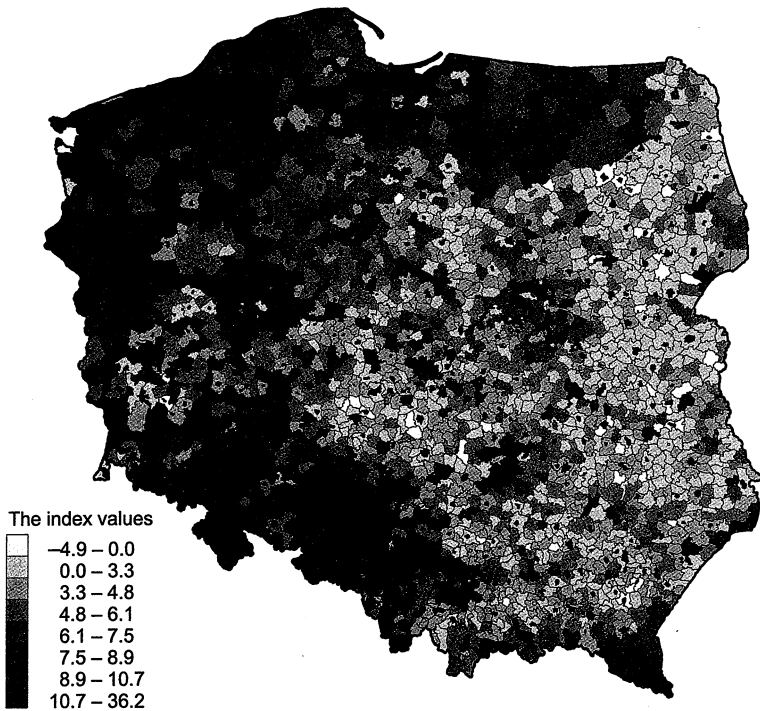 The index values
–4.9 – 0.0
0.0 – 3.3
3.3 – 4.8
4.8 – 6.1
6.1 – 7.5
7.5 – 8.9
8.9 – 10.7
10.7 – 36.2